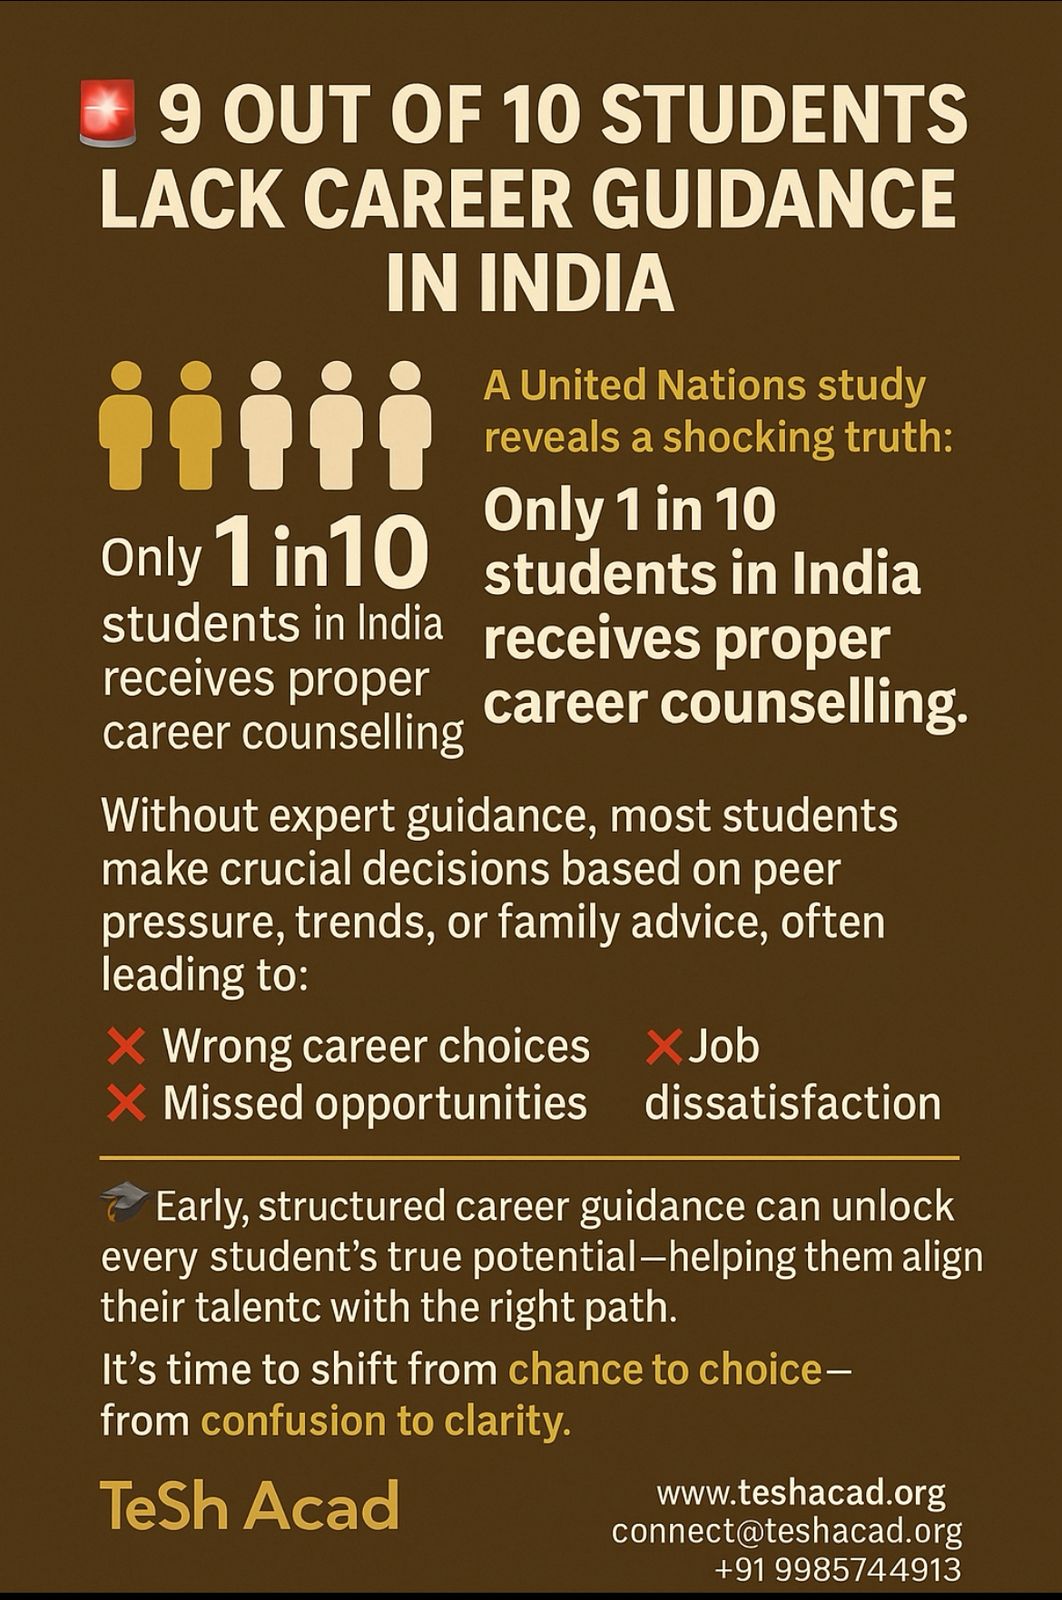 9 OUT OF 10 STUDENTS
LACK CAREER GUIDANCE
IN INDIA
Only 1 in10
students in India
receives proper
career counselling
A United Nations study
reveals a shocking truth:
Only 1 in 10
students in India
receives proper
career counselling.
Without expert guidance, most students
make crucial decisions based on peer
pressure, trends, or family advice, often
leading to:
❌ Wrong career choices
❌ Missed opportunities
❌ Job
dissatisfaction
Early, structured career guidance can unlock
every student’s true potential—helping them align
their talentc with the right path.
It’s time to shift from chance to choice—
from confusion to clarity.
TeSh Acad
www.teshacad.org
connect@teshacad.org
+91 9985744913